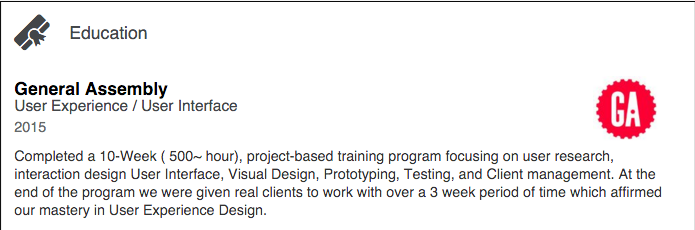 Education
General Assembly
User Experience / User Interface
GA
2015
Completed a 10-Week ( 500~ hour), project-based training program focusing on user research,
interaction design User Interface, Visual Design, Prototyping, Testing, and Client management. At the
end of the program we were given real clients to work with over a 3 week period of time which affirmed
our mastery in User Experience Design.